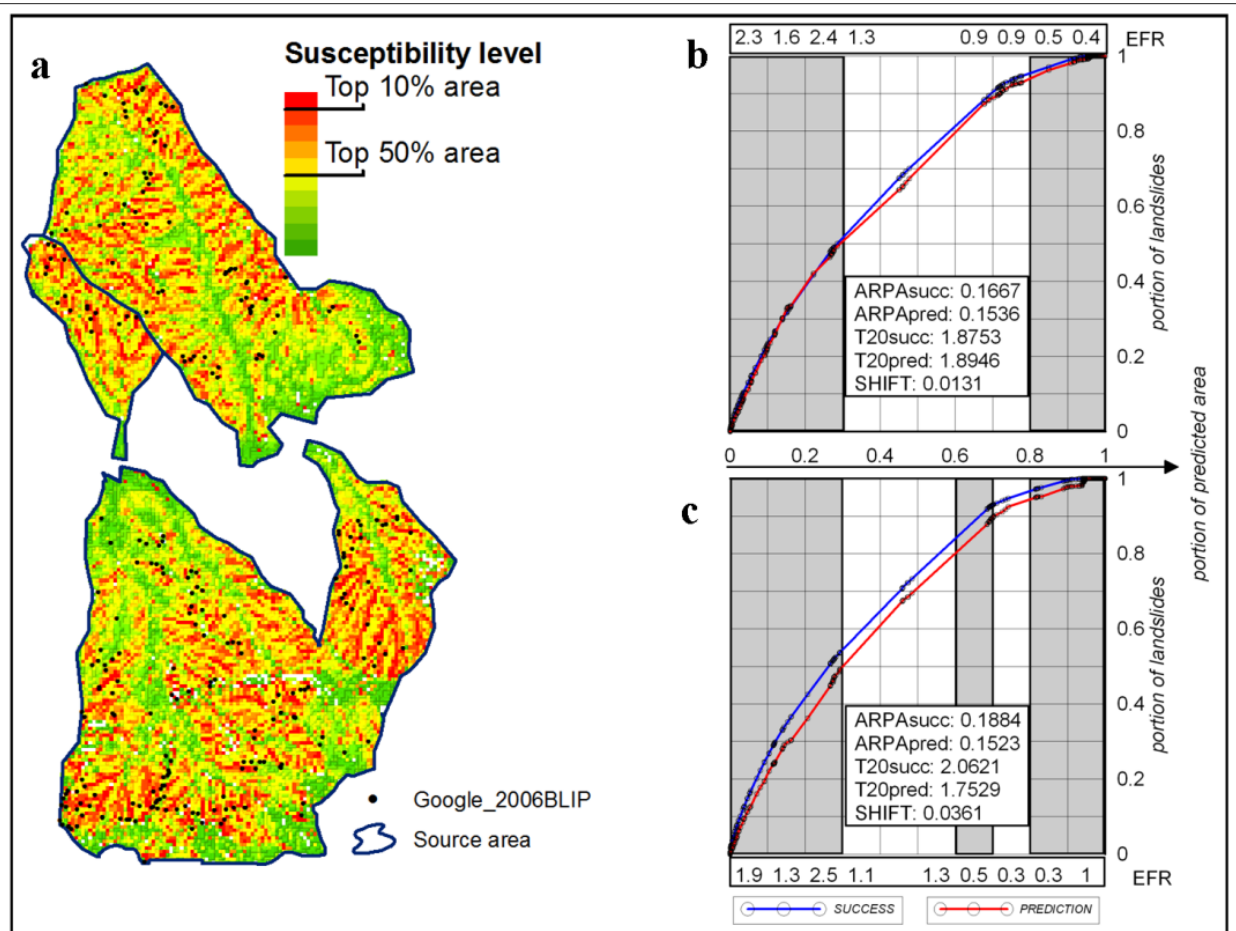 a
Susceptibility level
Top 10% area
Top 50% area
Google_2006BLIP
Source area
b
2.3 1.6 2.4 1.3 0.9 0.9 0.5 0.4 EFR
1
0.8
0.6
0.4
0.2
0
portion of landslides
ARPAsucc: 0.1667
ARPApred: 0.1536
T20succ: 1.8753
T20pred: 1.8946
SHIFT: 0.0131
0 0.2 0.4 0.6 0.8 1
portion of predicted area
c
1
0.8
0.6
0.4
0.2
0
portion of landslides
ARPAsucc: 0.1884
ARPApred: 0.1523
T20succ: 2.0621
T20pred: 1.7529
SHIFT: 0.0361
1.9 1.3 2.5 1.1 1.3 0.5 0.3 0.3 1 EFR
SUCCESS
PREDICTION